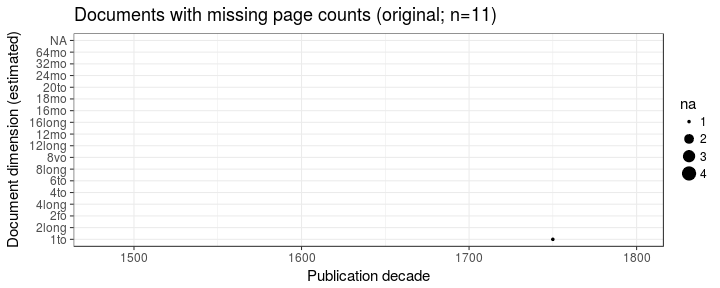 Documents with missing page counts (original; n=11)
Document dimension (estimated)
NA
64mo
32mo
24mo
20to
18mo
16mo
16long
12mo
12long
8vo
8long
6to
4to
4long
2fo
2long
1to
1500 1600 1700 1800
Publication decade
na
1
2
3
4